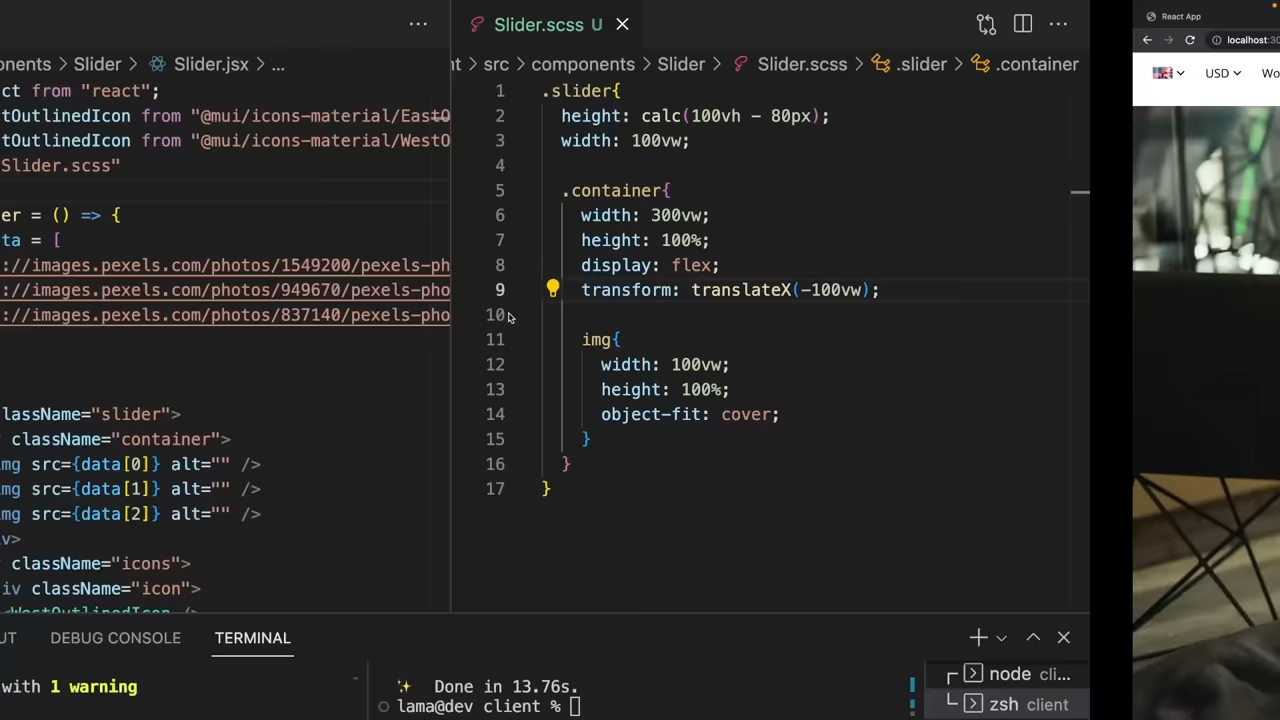 Slider.scss U
React App
nents > Slider > Slider.jsx > ...
src > components > Slider > Slider.scss > .slider > .container
localhost:30
USD
Wo
ct from "react";
tOutlinedIcon from "@mui/icons-material/East
tOutlinedIcon from "@mui/icons-material/WestO
Slider.scss"
er = () => {
ta = [
://images.pexels.com/photos/1549200/pexels-ph
://images.pexels.com/photos/949670/pexels-pho
://images.pexels.com/photos/837140/pexels-pho
lassName="slider">
className="container">
mg src={data[0]} alt="" />
mg src={data[1]} alt="" />
mg src={data[2]} alt="" />
v>
className="icons">
iv className="icon">
<WestOutlinedIcon />
1 .slider{
2 height: calc(100vh - 80px);
3 width: 100vw;
4
5 .container{
6 width: 300vw;
7 height: 100%;
8 display: flex;
9 transform: translateX(-100vw);
10
11 img{
12 width: 100vw;
13 height: 100%;
14 object-fit: cover;
15 }
16 }
17 }
UT DEBUG CONSOLE TERMINAL
with 1 warning
Done in 13.76s.
lama@dev client %
node cli...
zsh client